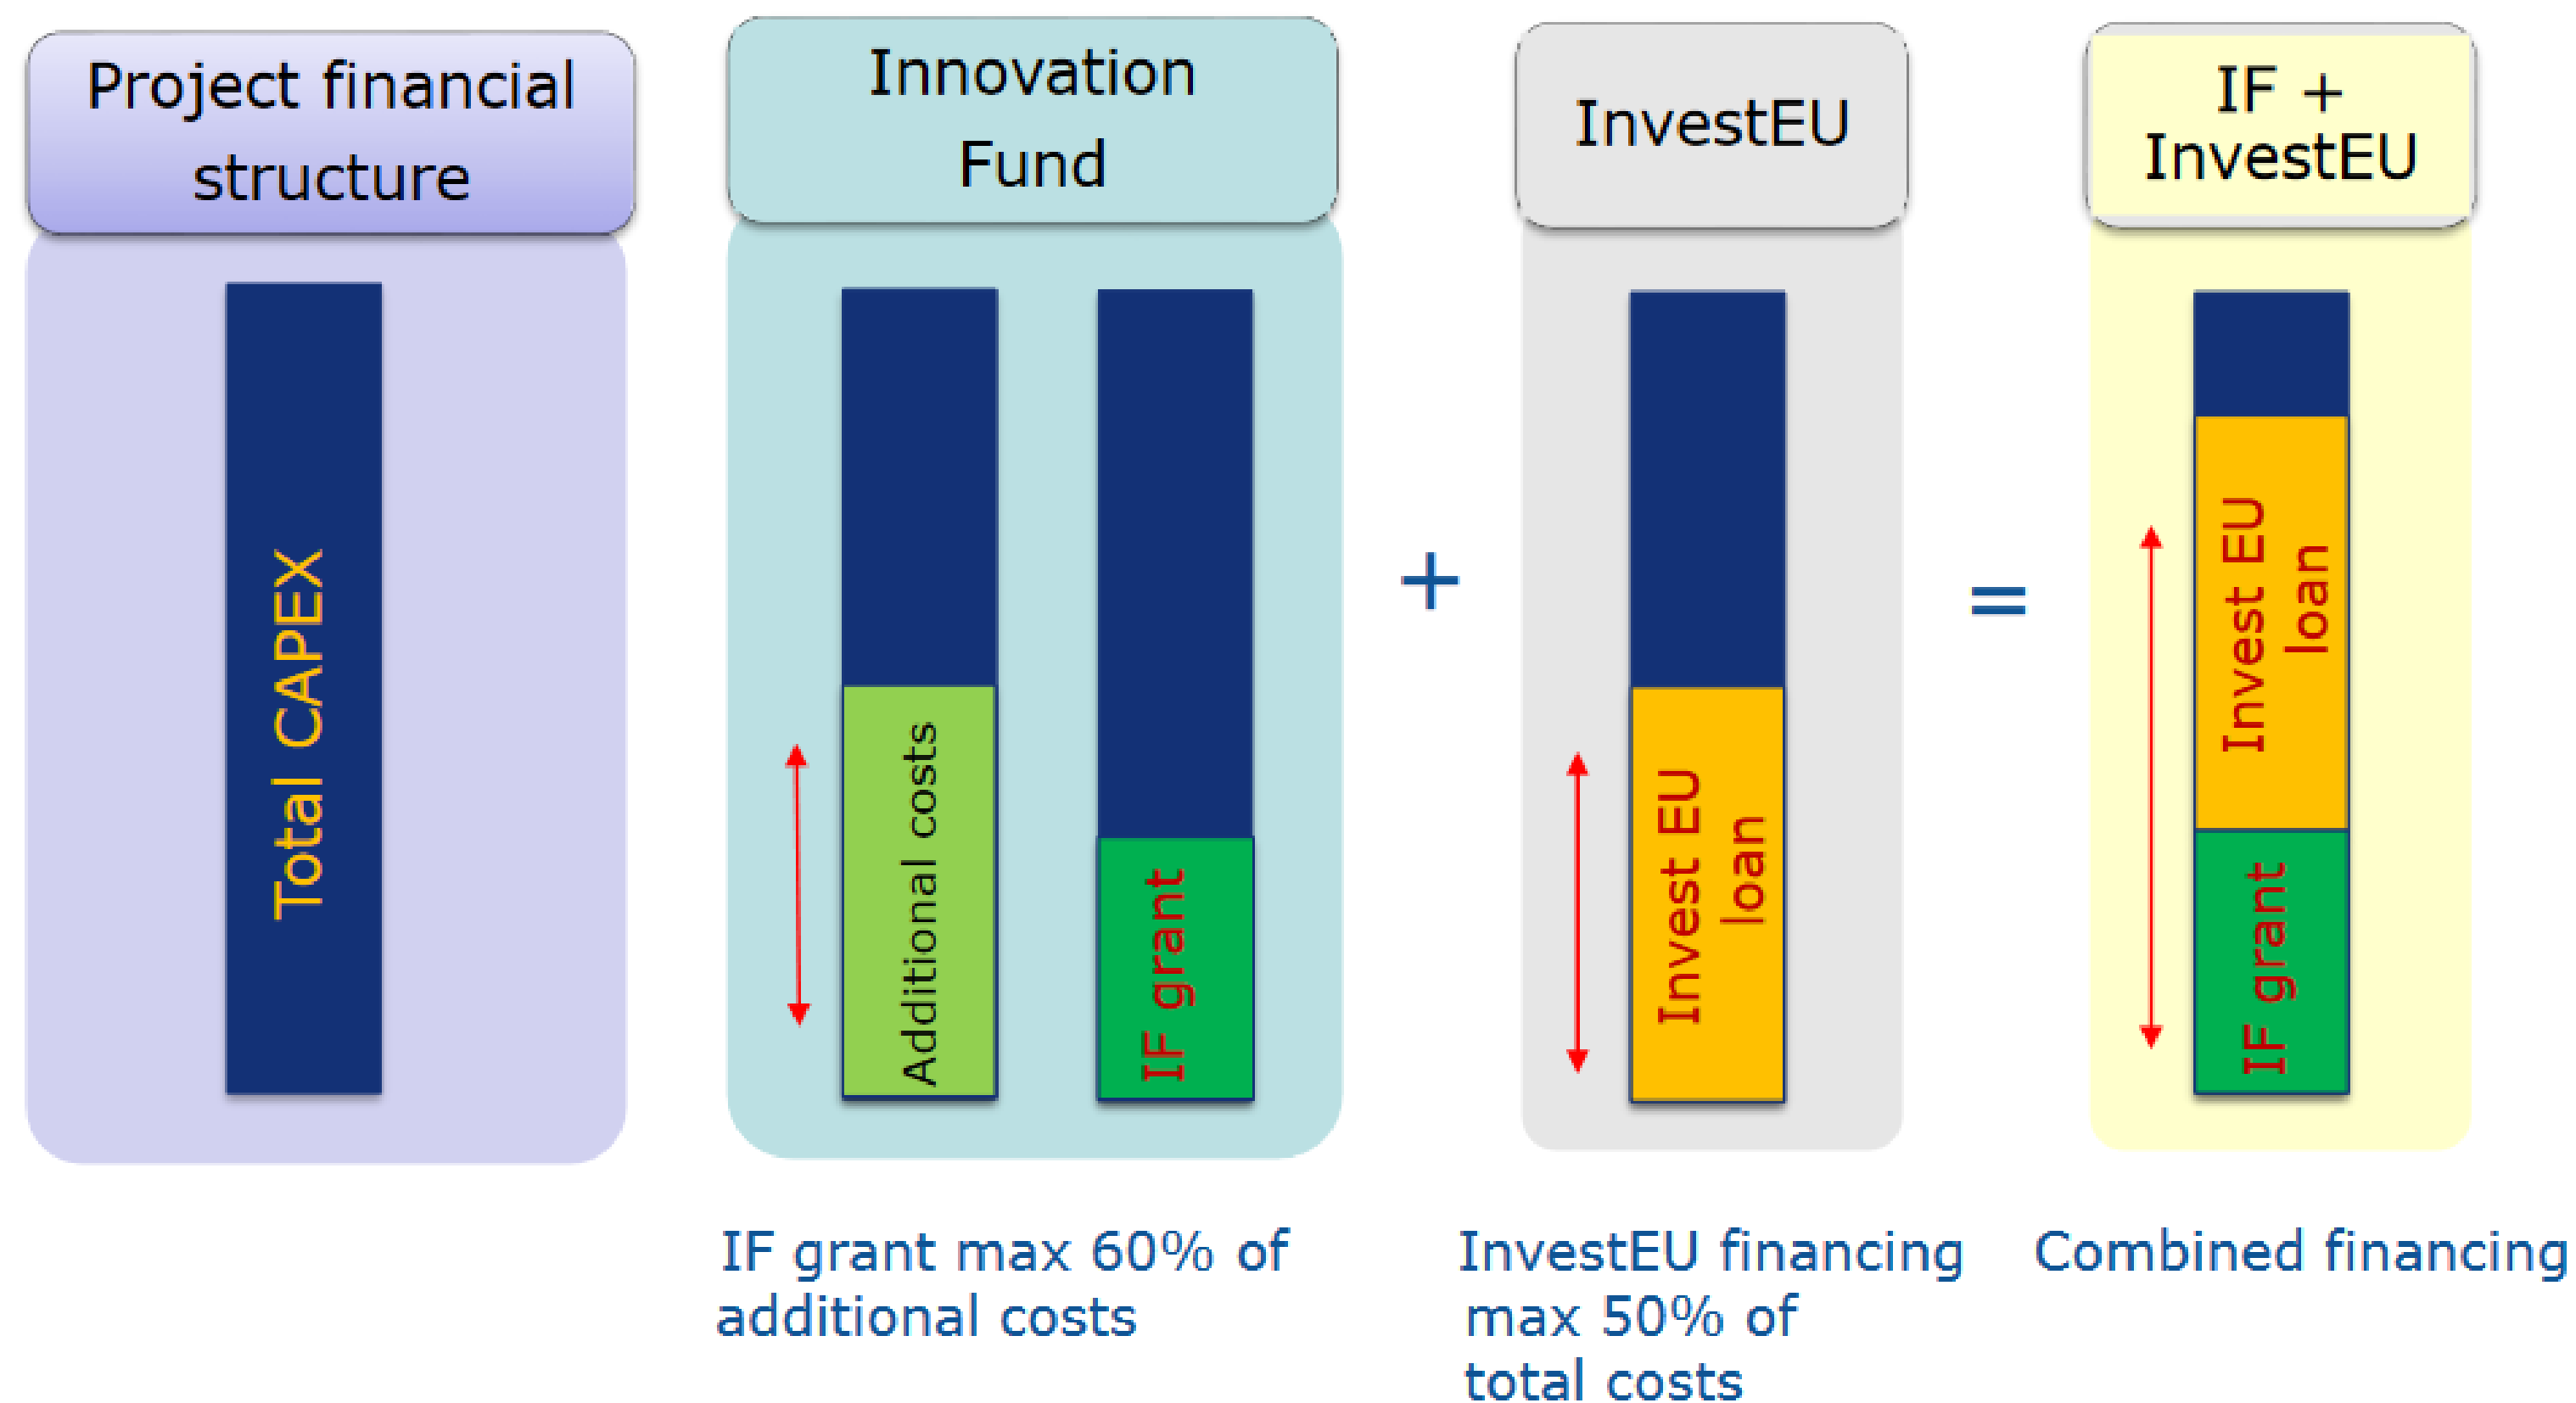 Project financial
structure
Innovation
Fund
InvestEU
IF +
InvestEU
Total CAPEX
Additional costs
IF grant
+
Invest EU
loan
=
Invest EU
loan
IF grant
IF grant max 60% of
additional costs
InvestEU financing
max 50% of
total costs
Combined financing